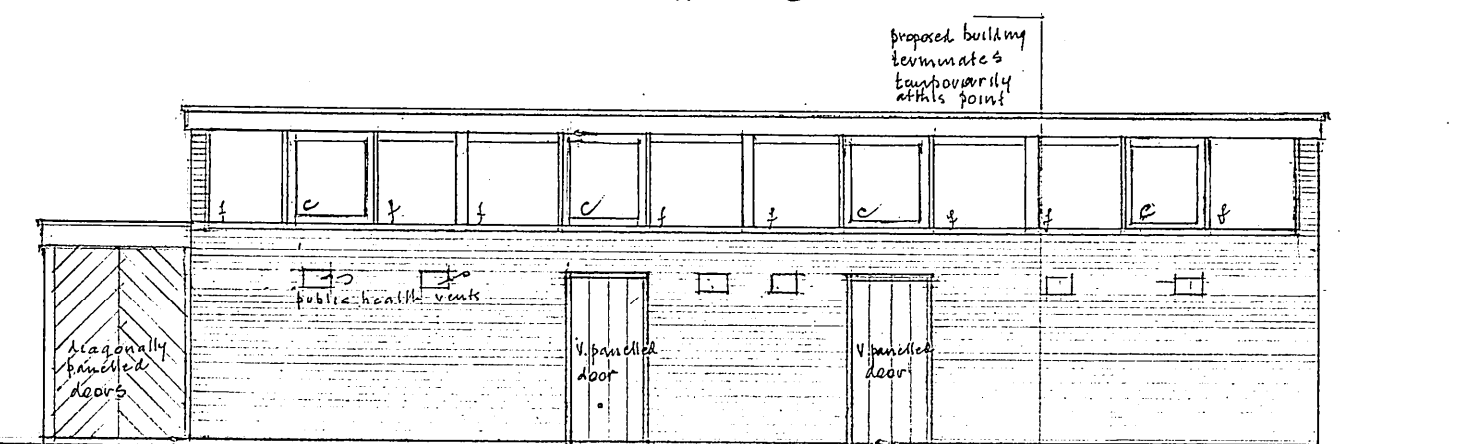 proposed building
terminates
temporarily
at this point
f c f f c f f c f f c f
public health vents
diagonally
panelled
doors
V. panelled
door
V. panelled
door